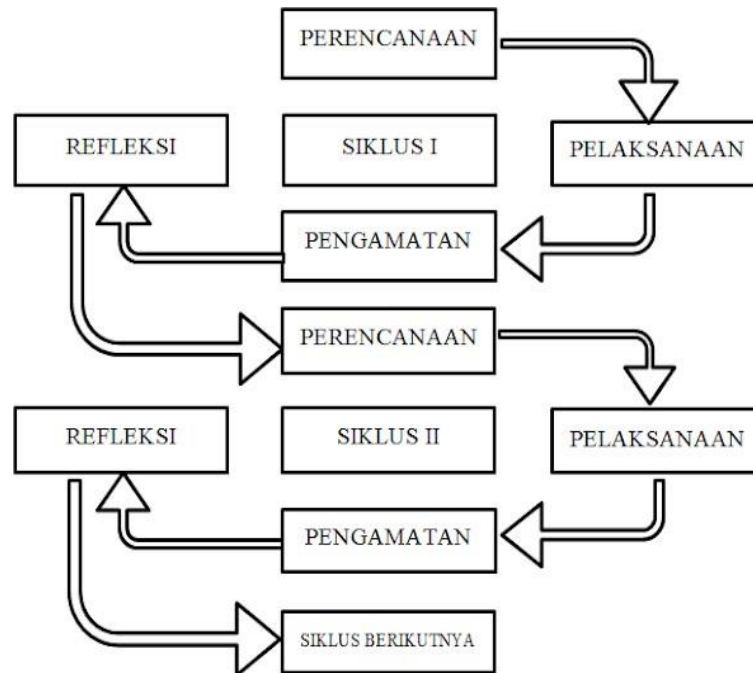 PERENCANAAN
REFLEKSI
SIKLUS I
PELAKSANAAN
PENGAMATAN
PERENCANAAN
REFLEKSI
SIKLUS II
PELAKSANAAN
PENGAMATAN
SIKLUS BERIKUTNYA